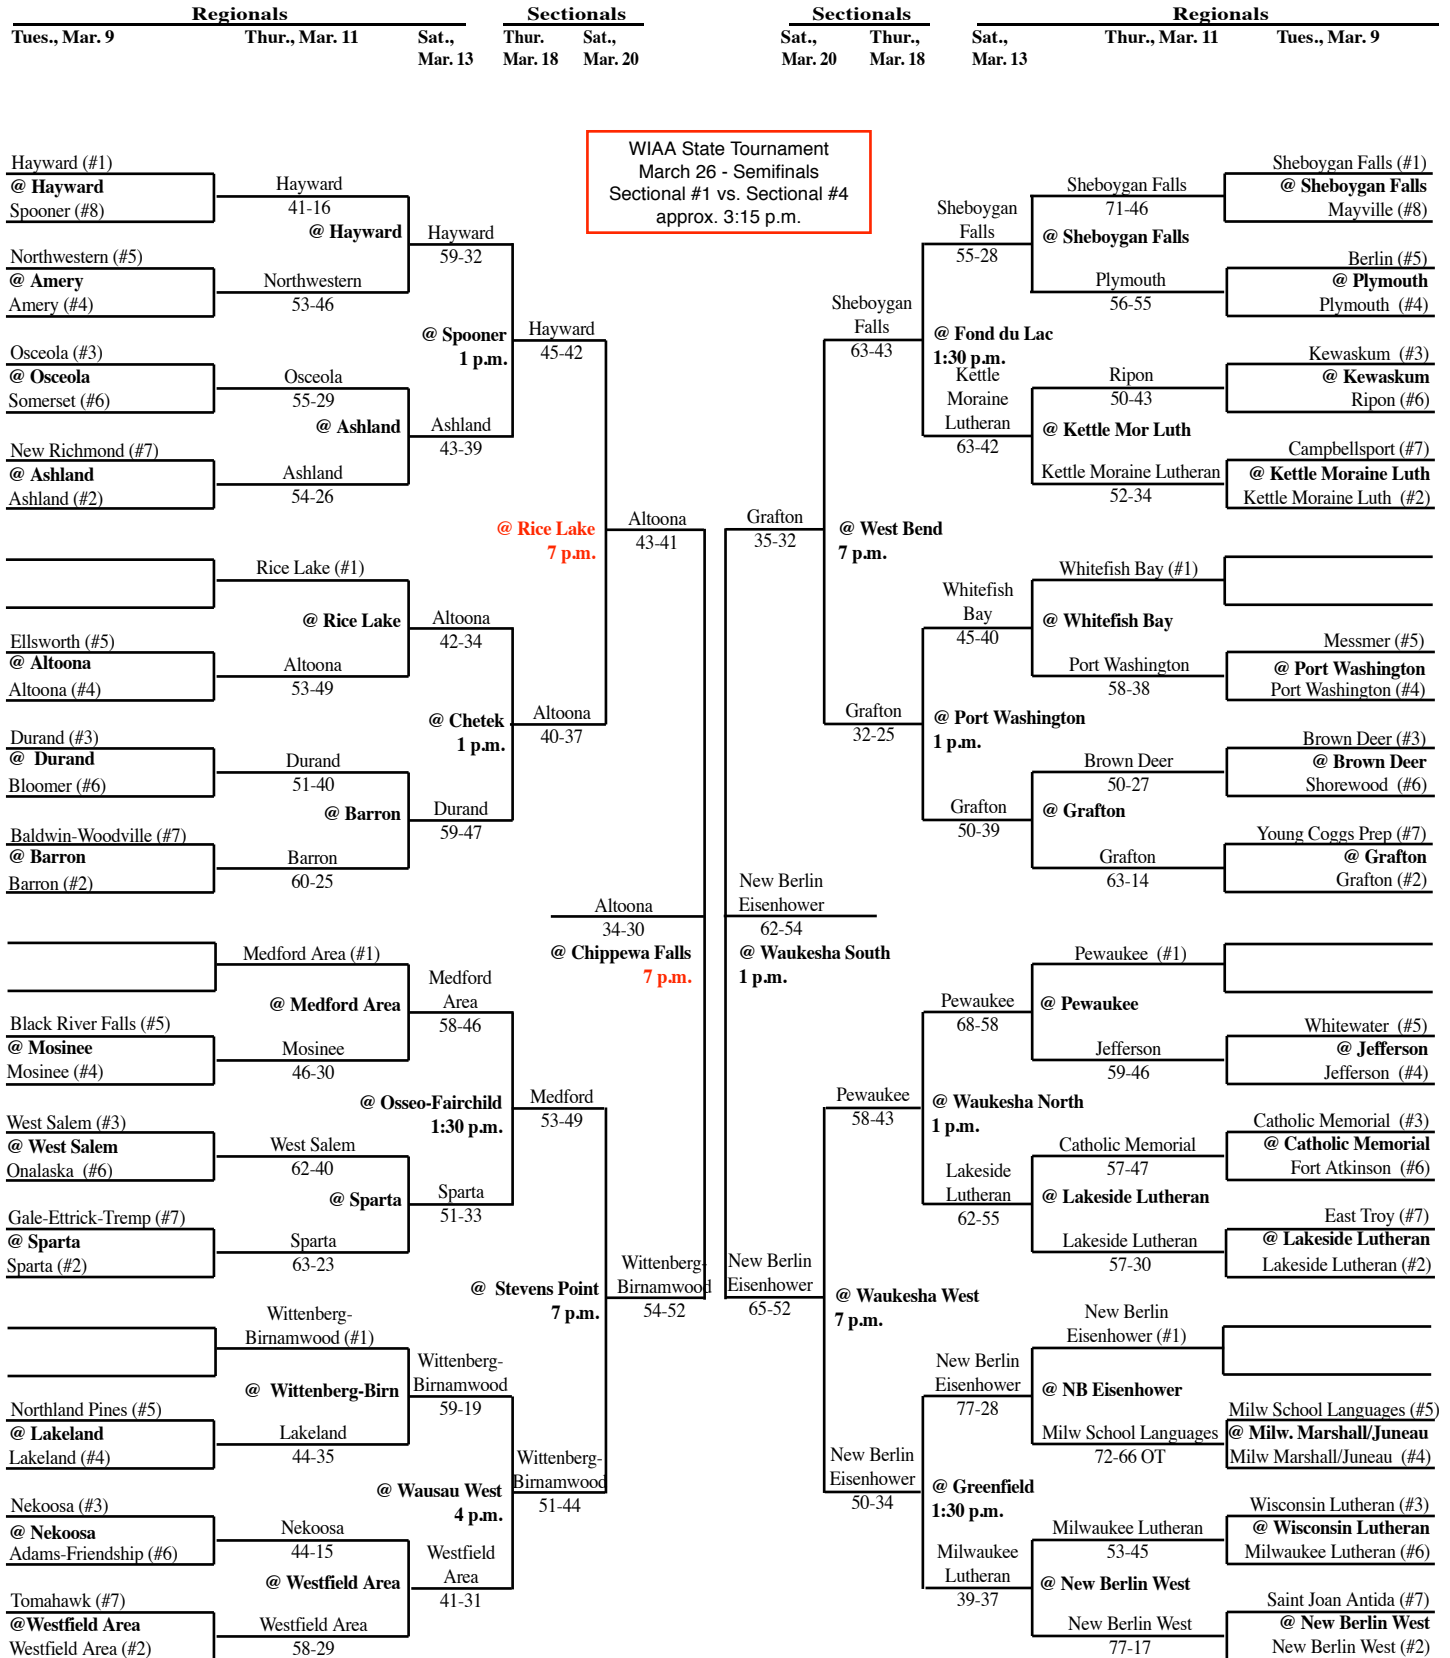 Regionals Sectionals Sectionals Regionals
Tues., Mar. 9 Thur., Mar. 11 Sat., Mar. 13 Thur. Mar. 18 Sat., Mar. 20 Sat., Mar. 20 Thur., Mar. 18 Sat., Mar. 13 Thur., Mar. 11 Tues., Mar. 9
WIAA State Tournament
March 26 - Semifinals
Sectional #1 vs. Sectional #4
approx. 3:15 p.m.
Hayward (#1)
@ Hayward
Spooner (#8)
Northwestern (#5)
@ Amery
Amery (#4)
Osceola (#3)
@ Osceola
Somerset (#6)
New Richmond (#7)
@ Ashland
Ashland (#2)
Ellsworth (#5)
@ Altoona
Altoona (#4)
Durand (#3)
@ Durand
Bloomer (#6)
Baldwin-Woodville (#7)
@ Barron
Barron (#2)
Black River Falls (#5)
@ Mosinee
Mosinee (#4)
West Salem (#3)
@ West Salem
Onalaska (#6)
Gale-Ettrick-Tremp (#7)
@ Sparta
Sparta (#2)
Northland Pines (#5)
@ Lakeland
Lakeland (#4)
Nekoosa (#3)
@ Nekoosa
Adams-Friendship (#6)
Tomahawk (#7)
@Westfield Area
Westfield Area (#2)
Hayward
41-16
@ Hayward
Northwestern
53-46
Osceola
55-29
@ Ashland
Ashland
54-26
Rice Lake (#1)
@ Rice Lake
Altoona
53-49
Durand
51-40
@ Barron
Barron
60-25
Medford Area (#1)
@ Medford Area
Mosinee
46-30
West Salem
62-40
@ Sparta
Sparta
63-23
Wittenberg-
Birnamwood (#1)
@ Wittenberg-Birn
Lakeland
44-35
Nekoosa
44-15
@ Westfield Area
Westfield Area
58-29
Hayward
59-32
@ Spooner
1 p.m.
Ashland
43-39
Altoona
42-34
@ Chetek
1 p.m.
Durand
59-47
Medford
Area
58-46
@ Osseo-Fairchild
1:30 p.m.
Sparta
51-33
Wittenberg-
Birnamwood
59-19
@ Wausau West
4 p.m.
Westfield
Area
41-31
Hayward
45-42
@ Rice Lake
7 p.m.
Altoona
40-37
Medford
53-49
@ Stevens Point
7 p.m.
Wittenberg-
Birnamwood
51-44
Altoona
43-41
Altoona
34-30
@ Chippewa Falls
7 p.m.
Wittenberg-
Birnamwood
54-52
Grafton
35-32
New Berlin
Eisenhower
62-54
@ Waukesha South
1 p.m.
New Berlin
Eisenhower
65-52
Sheboygan
Falls
63-43
@ West Bend
7 p.m.
Grafton
32-25
Pewaukee
58-43
@ Waukesha West
7 p.m.
New Berlin
Eisenhower
50-34
Sheboygan
Falls
55-28
@ Fond du Lac
1:30 p.m.
Kettle
Moraine
Lutheran
63-42
Whitefish
Bay
45-40
@ Port Washington
1 p.m.
Grafton
50-39
Pewaukee
68-58
@ Waukesha North
1 p.m.
Lakeside
Lutheran
62-55
New Berlin
Eisenhower
77-28
@ Greenfield
1:30 p.m.
Milwaukee
Lutheran
39-37
Sheboygan Falls
71-46
@ Sheboygan Falls
Plymouth
56-55
Ripon
50-43
@ Kettle Mor Luth
Kettle Moraine Lutheran
52-34
Whitefish Bay (#1)
@ Whitefish Bay
Port Washington
58-38
Brown Deer
50-27
@ Grafton
Grafton
63-14
Pewaukee (#1)
@ Pewaukee
Jefferson
59-46
Catholic Memorial
57-47
@ Lakeside Lutheran
Lakeside Lutheran
57-30
New Berlin
Eisenhower (#1)
@ NB Eisenhower
Milw School Languages
72-66 OT
Milwaukee Lutheran
53-45
@ New Berlin West
New Berlin West
77-17
Sheboygan Falls (#1)
@ Sheboygan Falls
Mayville (#8)
Berlin (#5)
@ Plymouth
Plymouth (#4)
Kewaskum (#3)
@ Kewaskum
Ripon (#6)
Campbellsport (#7)
@ Kettle Moraine Luth
Kettle Moraine Luth (#2)
Messmer (#5)
@ Port Washington
Port Washington (#4)
Brown Deer (#3)
@ Brown Deer
Shorewood (#6)
Young Coggs Prep (#7)
@ Grafton
Grafton (#2)
Whitewater (#5)
@ Jefferson
Jefferson (#4)
Catholic Memorial (#3)
@ Catholic Memorial
Fort Atkinson (#6)
East Troy (#7)
@ Lakeside Lutheran
Lakeside Lutheran (#2)
Milw School Languages (#5)
@ Milw. Marshall/Juneau
Milw Marshall/Juneau (#4)
Wisconsin Lutheran (#3)
@ Wisconsin Lutheran
Milwaukee Lutheran (#6)
Saint Joan Antida (#7)
@ New Berlin West
New Berlin West (#2)